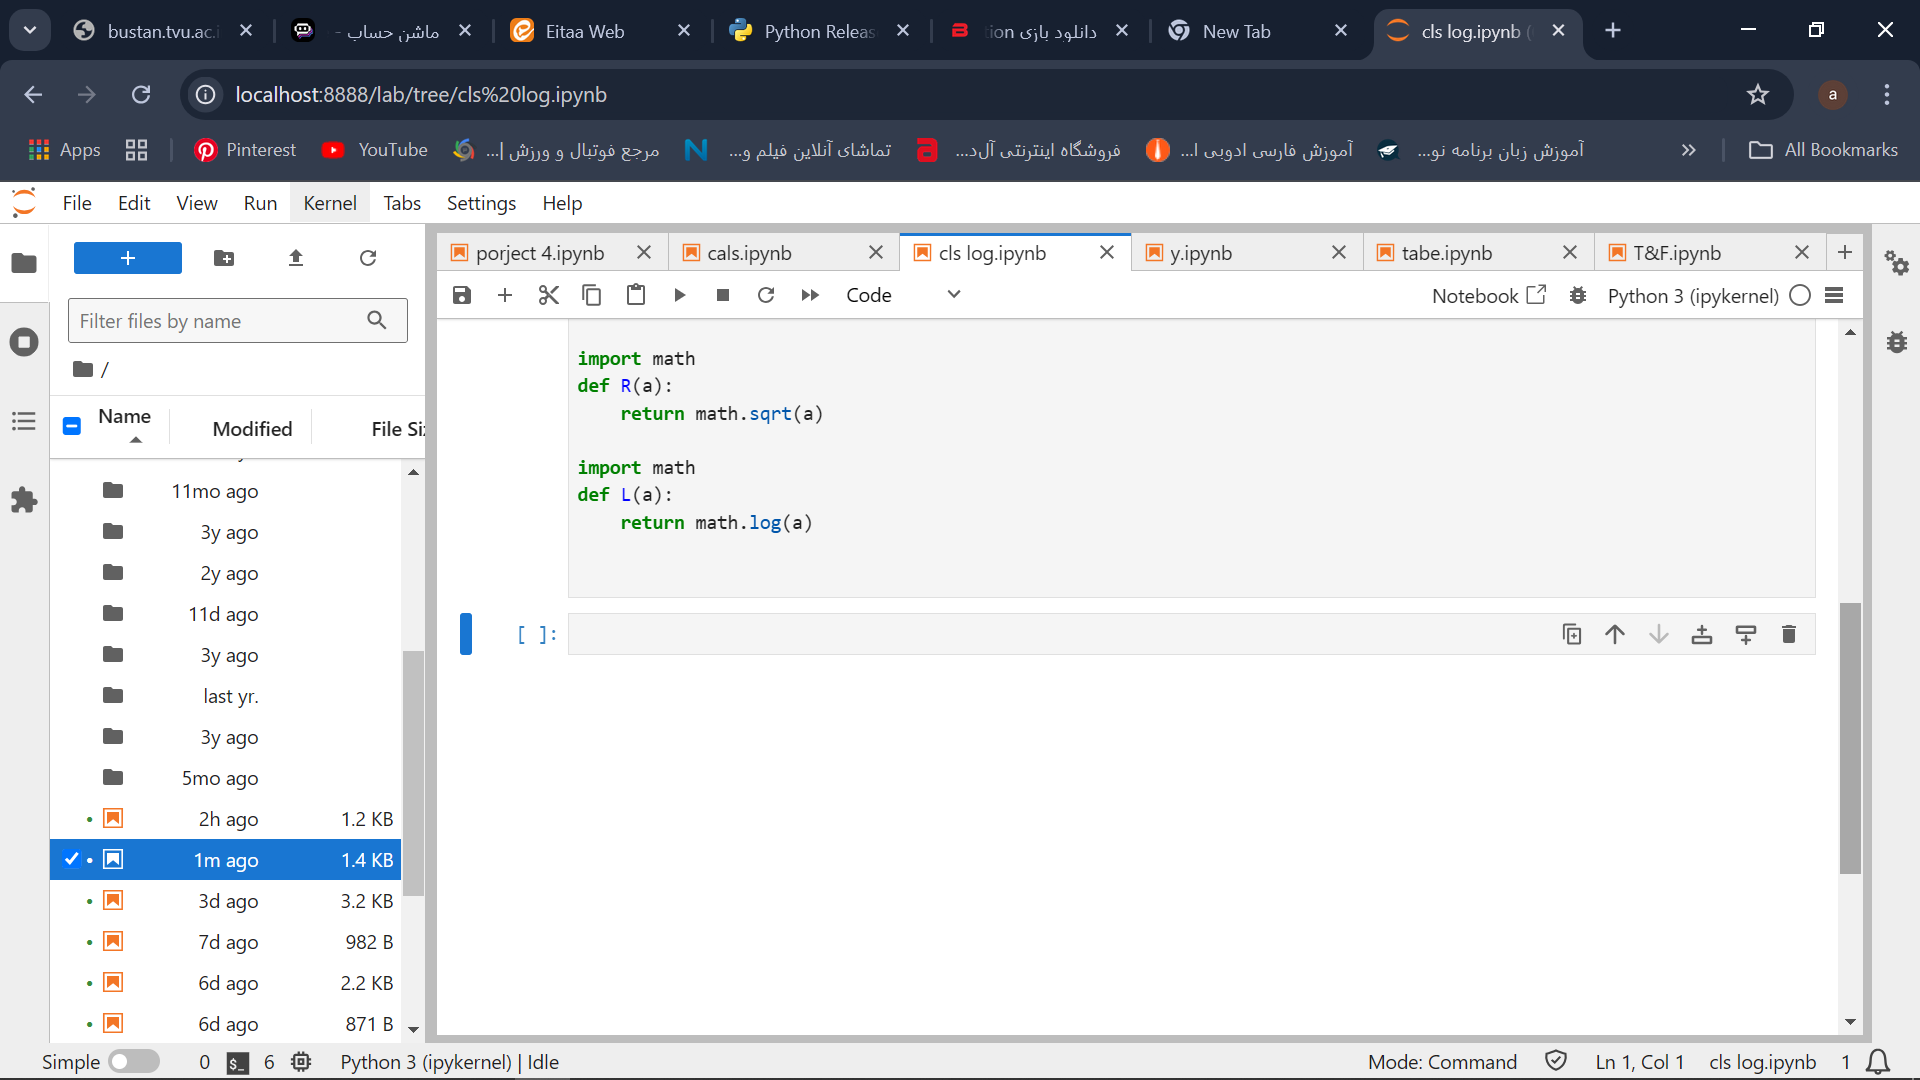 bustan.tvu.ac.i
ماشن حساب -
Eitaa Web
Python Releas
دانلود بازی tion
New Tab
cls log.ipynb (
localhost:8888/lab/tree/cls%20log.ipynb
a
Apps
Pinterest
YouTube
مرجع فوتبال و ورزش |...
تماشای آنلاین فیلم و...
فروشگاه اینترنتی آل‌د...
آموزش فارسی ادوبی ا...
آموزش زبان برنامه نو...
All Bookmarks
File Edit View Run Kernel Tabs Settings Help
porject 4.ipynb
cals.ipynb
cls log.ipynb
y.ipynb
tabe.ipynb
T&F.ipynb
Code
Notebook
Python 3 (ipykernel)
Filter files by name
/
Name Modified File Si
11mo ago
3y ago
2y ago
11d ago
3y ago
last yr.
3y ago
5mo ago
2h ago 1.2 KB
1m ago 1.4 KB
3d ago 3.2 KB
7d ago 982 B
6d ago 2.2 KB
6d ago 871 B
import math
def R(a):
    return math.sqrt(a)
import math
def L(a):
    return math.log(a)
[ ]:
Simple 0 $_ 6 Python 3 (ipykernel) | Idle
Mode: Command Ln 1, Col 1 cls log.ipynb 1